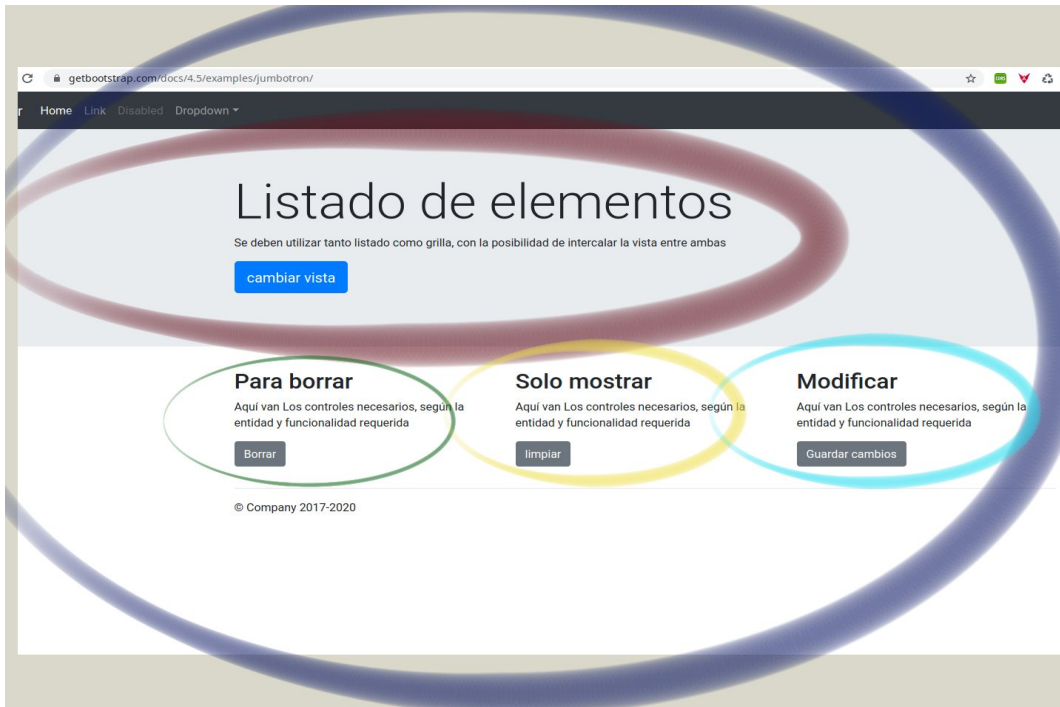 getbootstrap.com/docs/4.5/examples/jumbotron/
r Home Link Disabled Dropdown
Listado de elementos
Se deben utilizar tanto listado como grilla, con la posibilidad de intercalar la vista entre ambas
cambiar vista
Para borrar
Aquí van Los controles necesarios, según la
entidad y funcionalidad requerida
Borrar
Solo mostrar
Aquí van Los controles necesarios, según la
entidad y funcionalidad requerida
limpiar
Modificar
Aquí van Los controles necesarios, según la
entidad y funcionalidad requerida
Guardar cambios
© Company 2017-2020